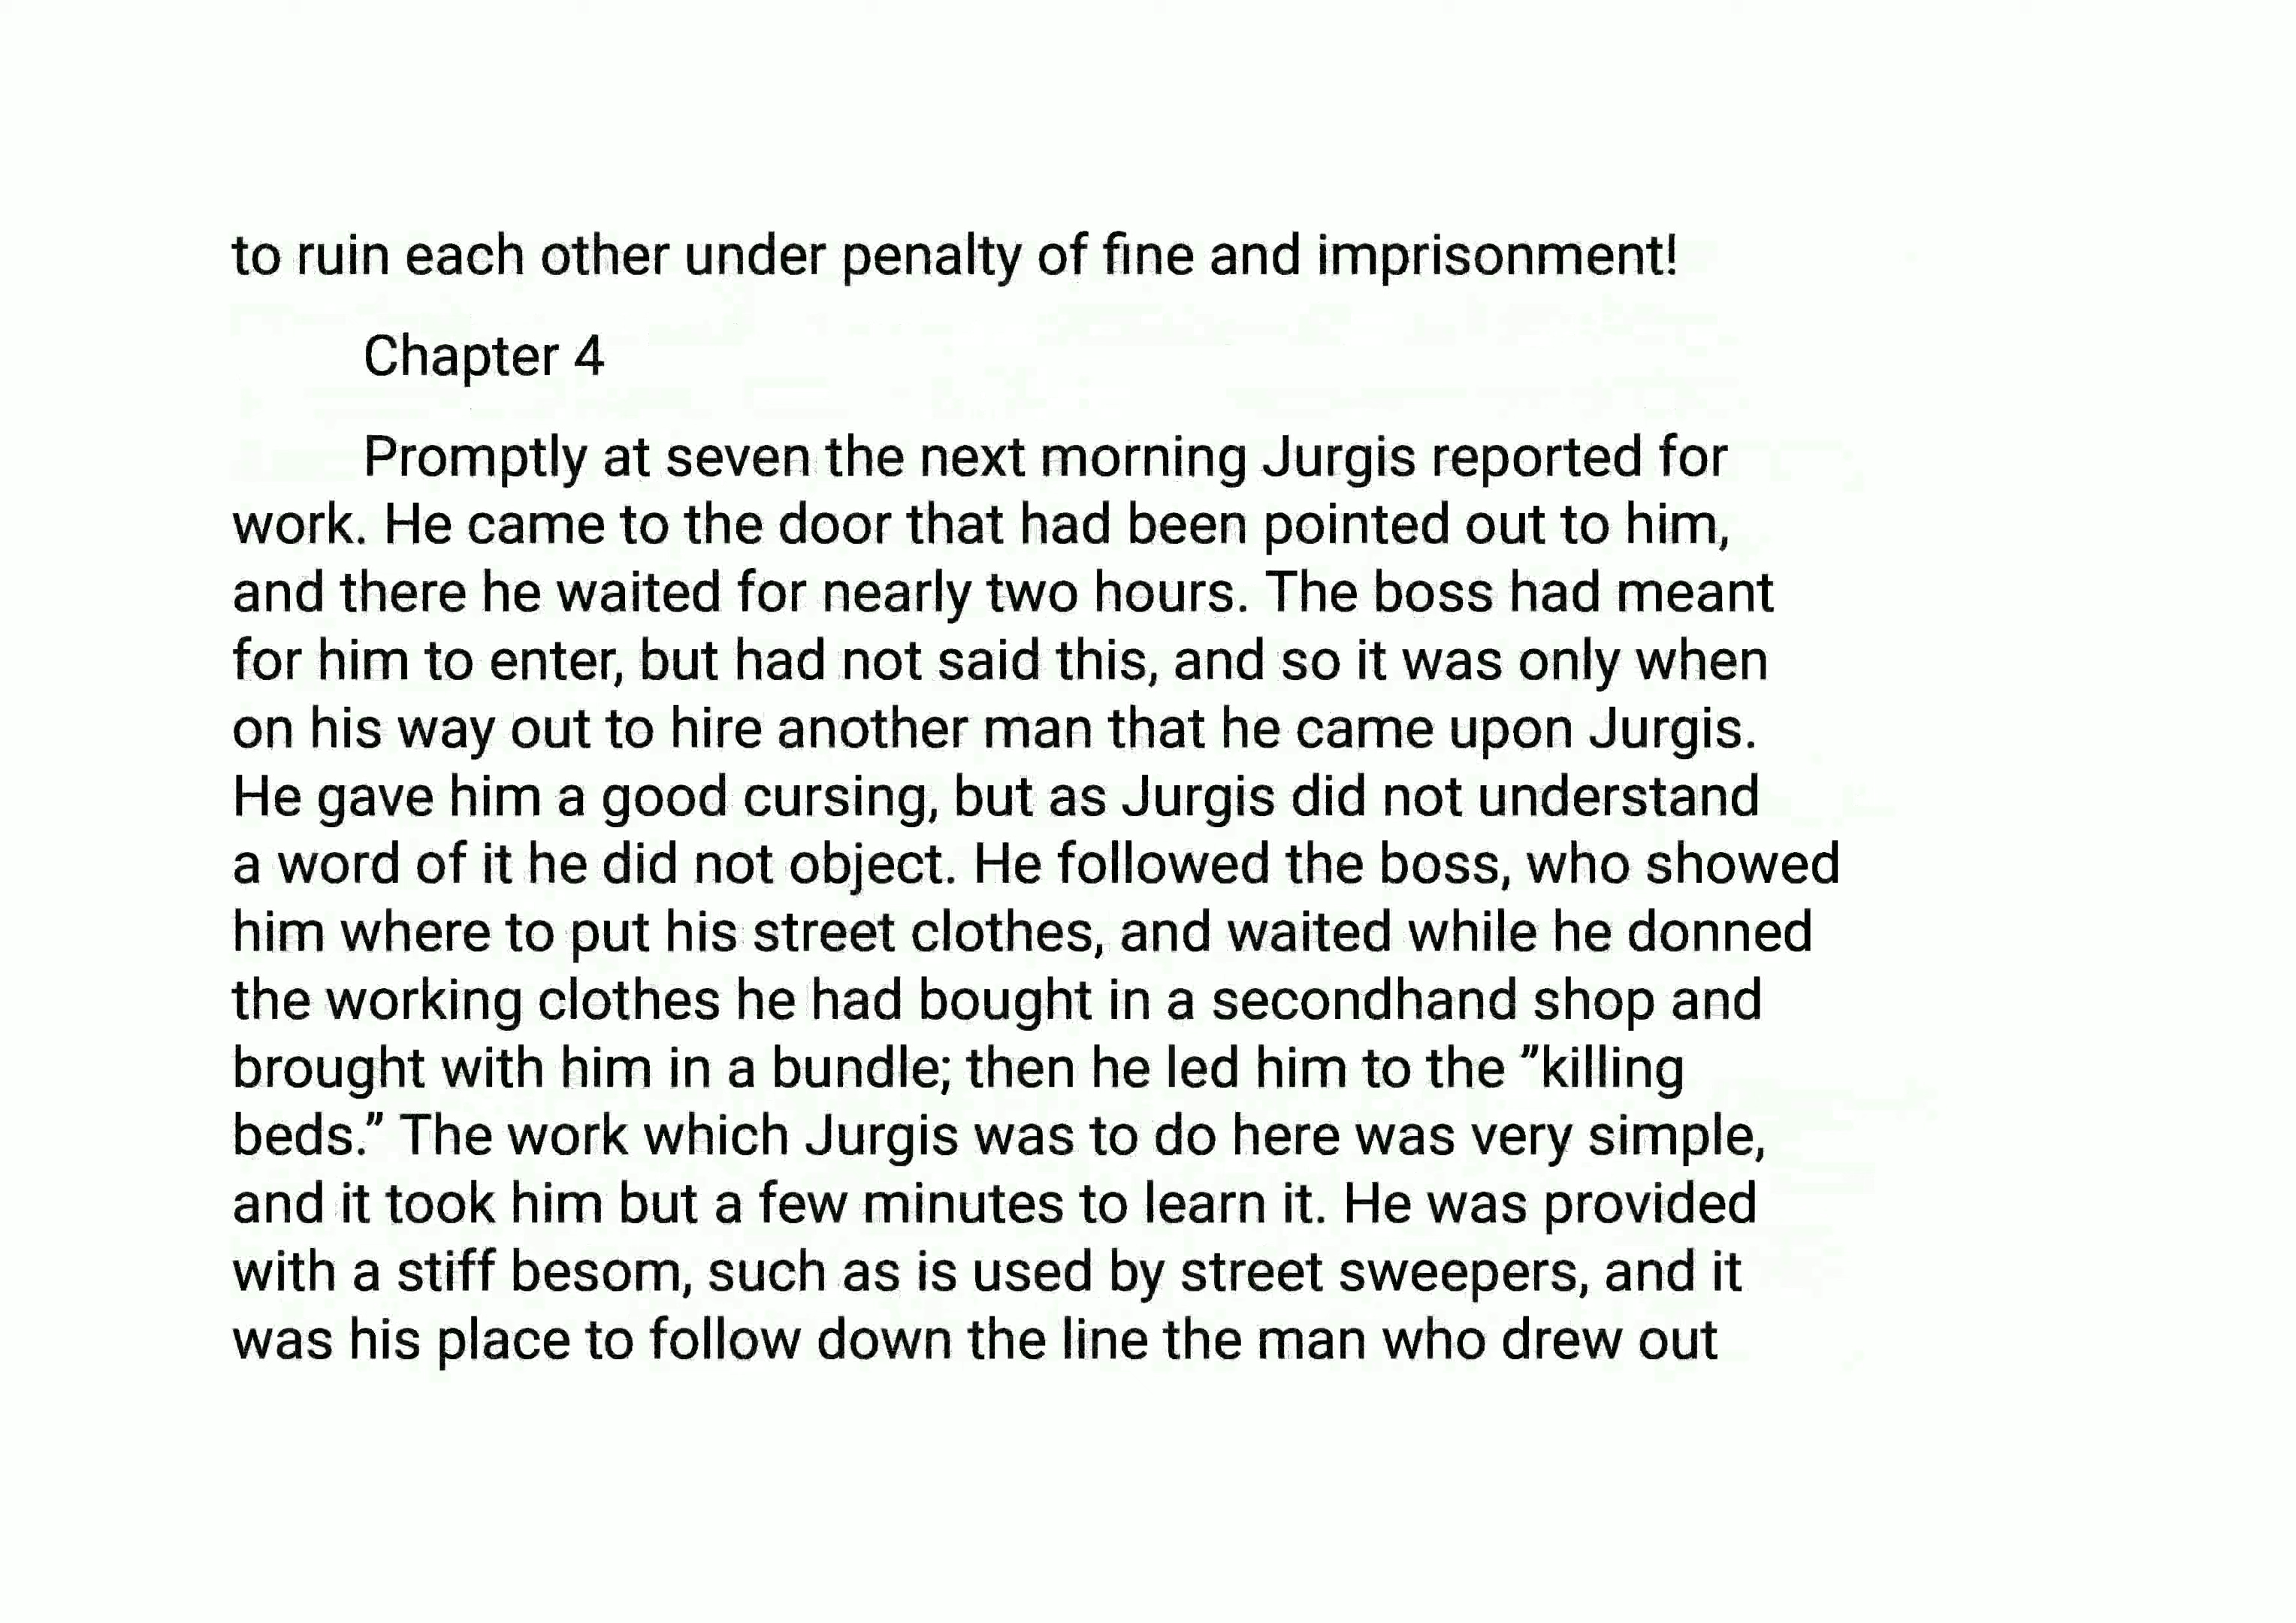 to ruin each other under penalty of fine and imprisonment!
Chapter 4
Promptly at seven the next morning Jurgis reported for
work. He came to the door that had been pointed out to him,
and there he waited for nearly two hours. The boss had meant
for him to enter, but had not said this, and so it was only when
on his way out to hire another man that he came upon Jurgis.
He gave him a good cursing, but as Jurgis did not understand
a word of it he did not object. He followed the boss, who showed
him where to put his street clothes, and waited while he donned
the working clothes he had bought in a secondhand shop and
brought with him in a bundle; then he led him to the ”killing
beds.” The work which Jurgis was to do here was very simple,
and it took him but a few minutes to learn it. He was provided
with a stiff besom, such as is used by street sweepers, and it
was his place to follow down the line the man who drew out